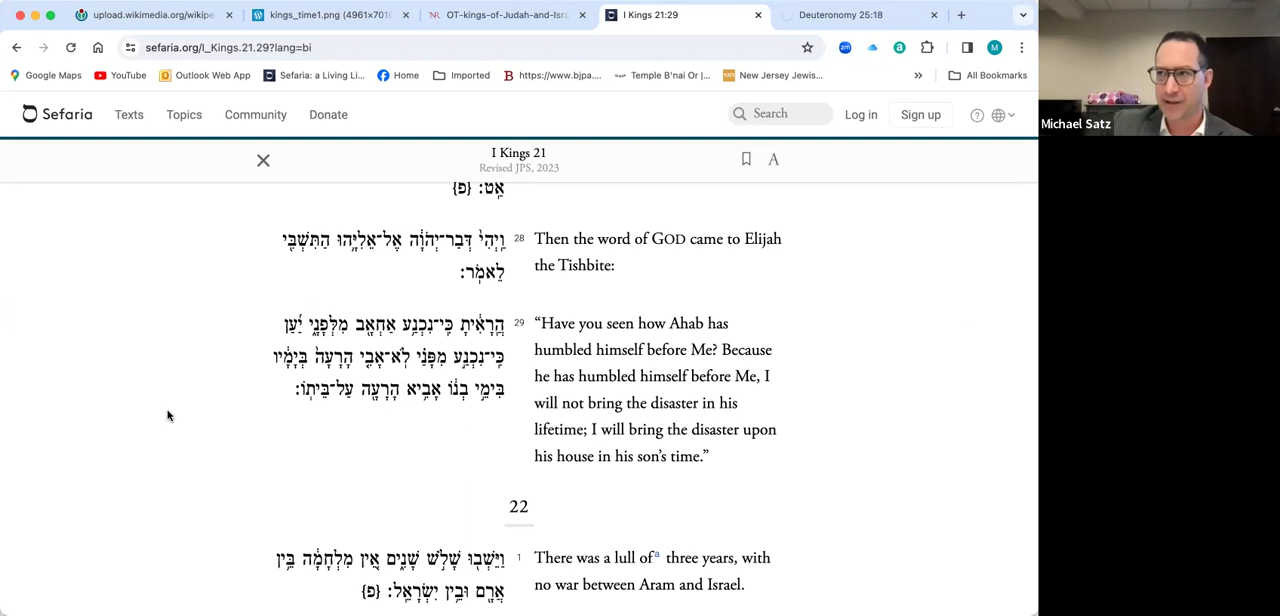 upload.wikimedia.org/wikipe
kings_time1.png (4961×701
OT-kings-of-Judah-and-Isra
I Kings 21:29
Deuteronomy 25:18
sefaria.org/I_Kings.21.29?lang=bi
Google Maps
YouTube
Outlook Web App
Sefaria: a Living Li...
Home
Imported
https://www.bjpa....
Temple B'nai Or |...
New Jersey Jewis...
»
All Bookmarks
Sefaria
Texts
Topics
Community
Donate
Search
Log in
Sign up
I Kings 21
Revised JPS, 2023
A
אַֽט׃ {פ}
וַֽיְהִי֙ דְּבַר־יְהֹוָ֔ה אֶל־אֵלִיָּ֥הוּ הַתִּשְׁבִּ֖י
לֵאמֹֽר׃
28
Then the word of GOD came to Elijah
the Tishbite:
הֲֽרָאִ֔יתָ כִּֽי־נִכְנַ֥ע אַחְאָ֖ב מִלְּפָנָ֑י יַ֜עַן
כִּֽי־נִכְנַ֣ע מִפָּנַ֗י לֹֽא־אָבִ֤י הָרָעָה֙ בְּיָמָ֔יו
בִּימֵ֣י בְנ֔וֹ אָבִ֥יא הָרָעָ֖ה עַל־בֵּיתֽוֹ׃
29
“Have you seen how Ahab has
humbled himself before Me? Because
he has humbled himself before Me, I
will not bring the disaster in his
lifetime; I will bring the disaster upon
his house in his son’s time.”
22
וַיֵּשְׁב֖וּ שָׁלֹ֣שׁ שָׁנִ֑ים אֵ֚ין מִלְחָמָ֔ה בֵּ֥ין
אֲרָ֖ם וּבֵ֥ין יִשְׂרָאֵֽל׃ {פ}
1
There was a lull of a three years, with
no war between Aram and Israel.
Michael Satz